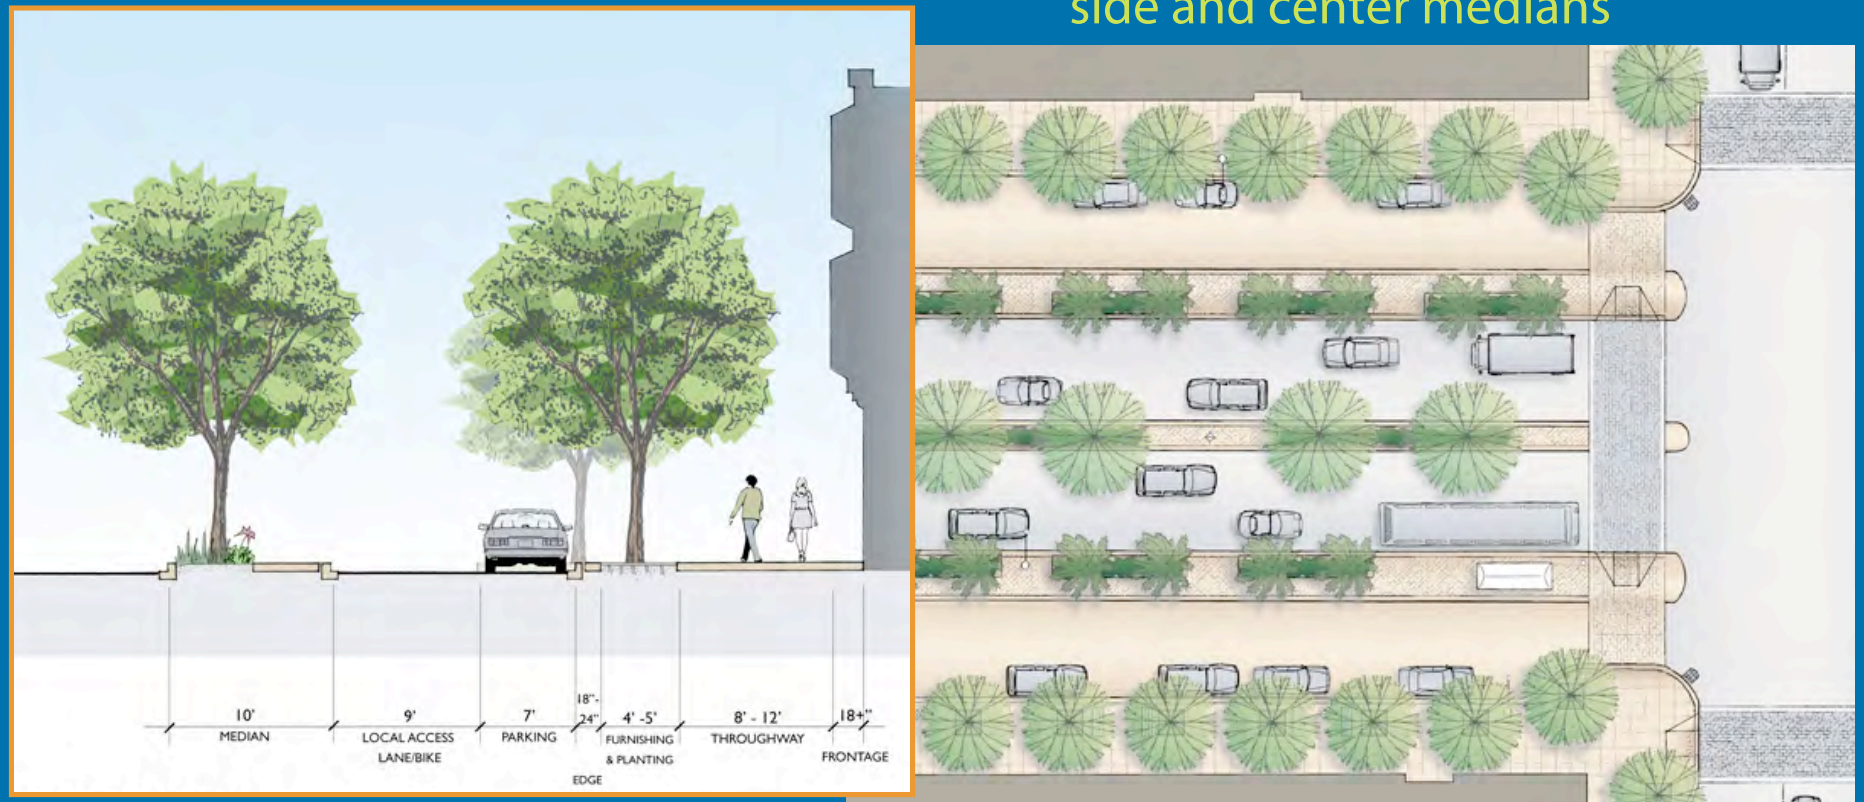 side and center medians
10'
MEDIAN
9'
LOCAL ACCESS
LANE/BIKE
7'
PARKING
18"-
24"
EDGE
4' -5'
FURNISHING
& PLANTING
8' - 12'
THROUGHWAY
18+"
FRONTAGE